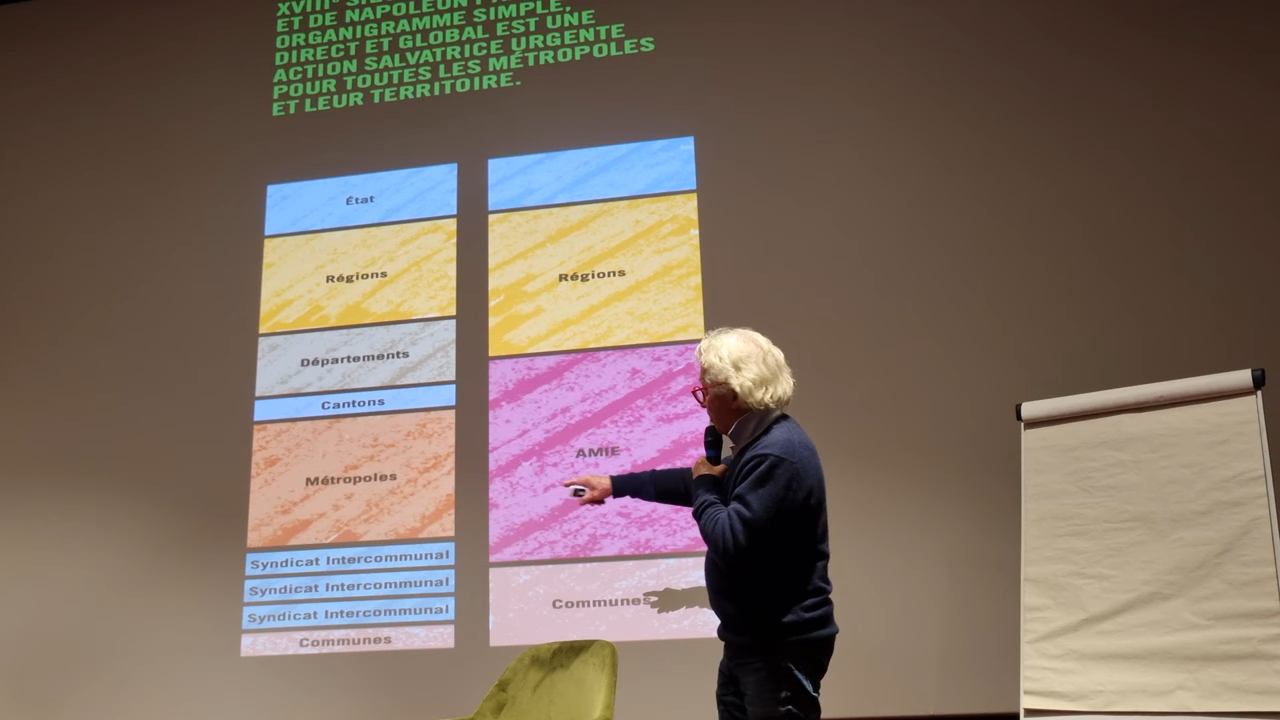 XVIIIᵉ
ET DE NAPOLÉON
ORGANIGRAMME SIMPLE,
DIRECT ET GLOBAL EST UNE
ACTION SALVATRICE URGENTE
POUR TOUTES LES MÉTROPOLES
ET LEUR TERRITOIRE.
État
Régions
Départements
Cantons
Métropoles
Syndicat Intercommunal
Syndicat Intercommunal
Syndicat Intercommunal
Communes
Régions
AMIE
Communes